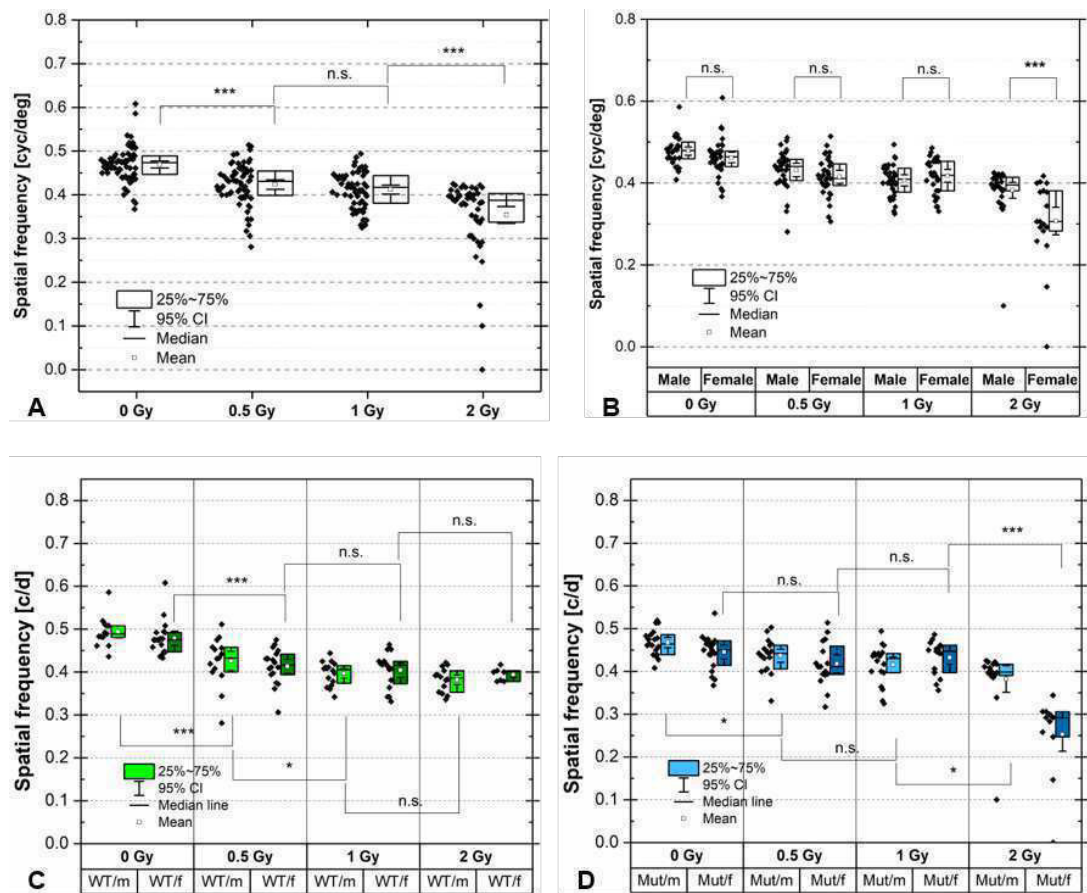 0.8
0.7
0.6
0.5
0.4
0.3
0.2
0.1
0.0
Spatial frequency [cyc/deg]
***
n.s.
***
25%~75%
95% CI
Median
Mean
A
0 Gy
0.5 Gy
1 Gy
2 Gy
0.8
0.6
0.4
0.2
0.0
Spatial frequency [cyc/deg]
n.s.
n.s.
n.s.
***
25%~75%
95% CI
Median
Mean
Male Female Male Female Male Female Male Female
0 Gy 0.5 Gy 1 Gy 2 Gy
B
0.8
0.7
0.6
0.5
0.4
0.3
0.2
0.1
0.0
Spatial frequency [c/d]
n.s.
n.s.
***
***
*
n.s.
25%~75%
95% CI
Median line
Mean
0 Gy 0.5 Gy 1 Gy 2 Gy
WT/m WT/f WT/m WT/f WT/m WT/f WT/m WT/f
C
0.8
0.7
0.6
0.5
0.4
0.3
0.2
0.1
0.0
Spatial frequency [c/d]
***
n.s.
n.s.
*
n.s.
*
25%~75%
95% CI
Median line
Mean
0 Gy 0.5 Gy 1 Gy 2 Gy
Mut/m Mut/f Mut/m Mut/f Mut/m Mut/f Mut/m Mut/f
D